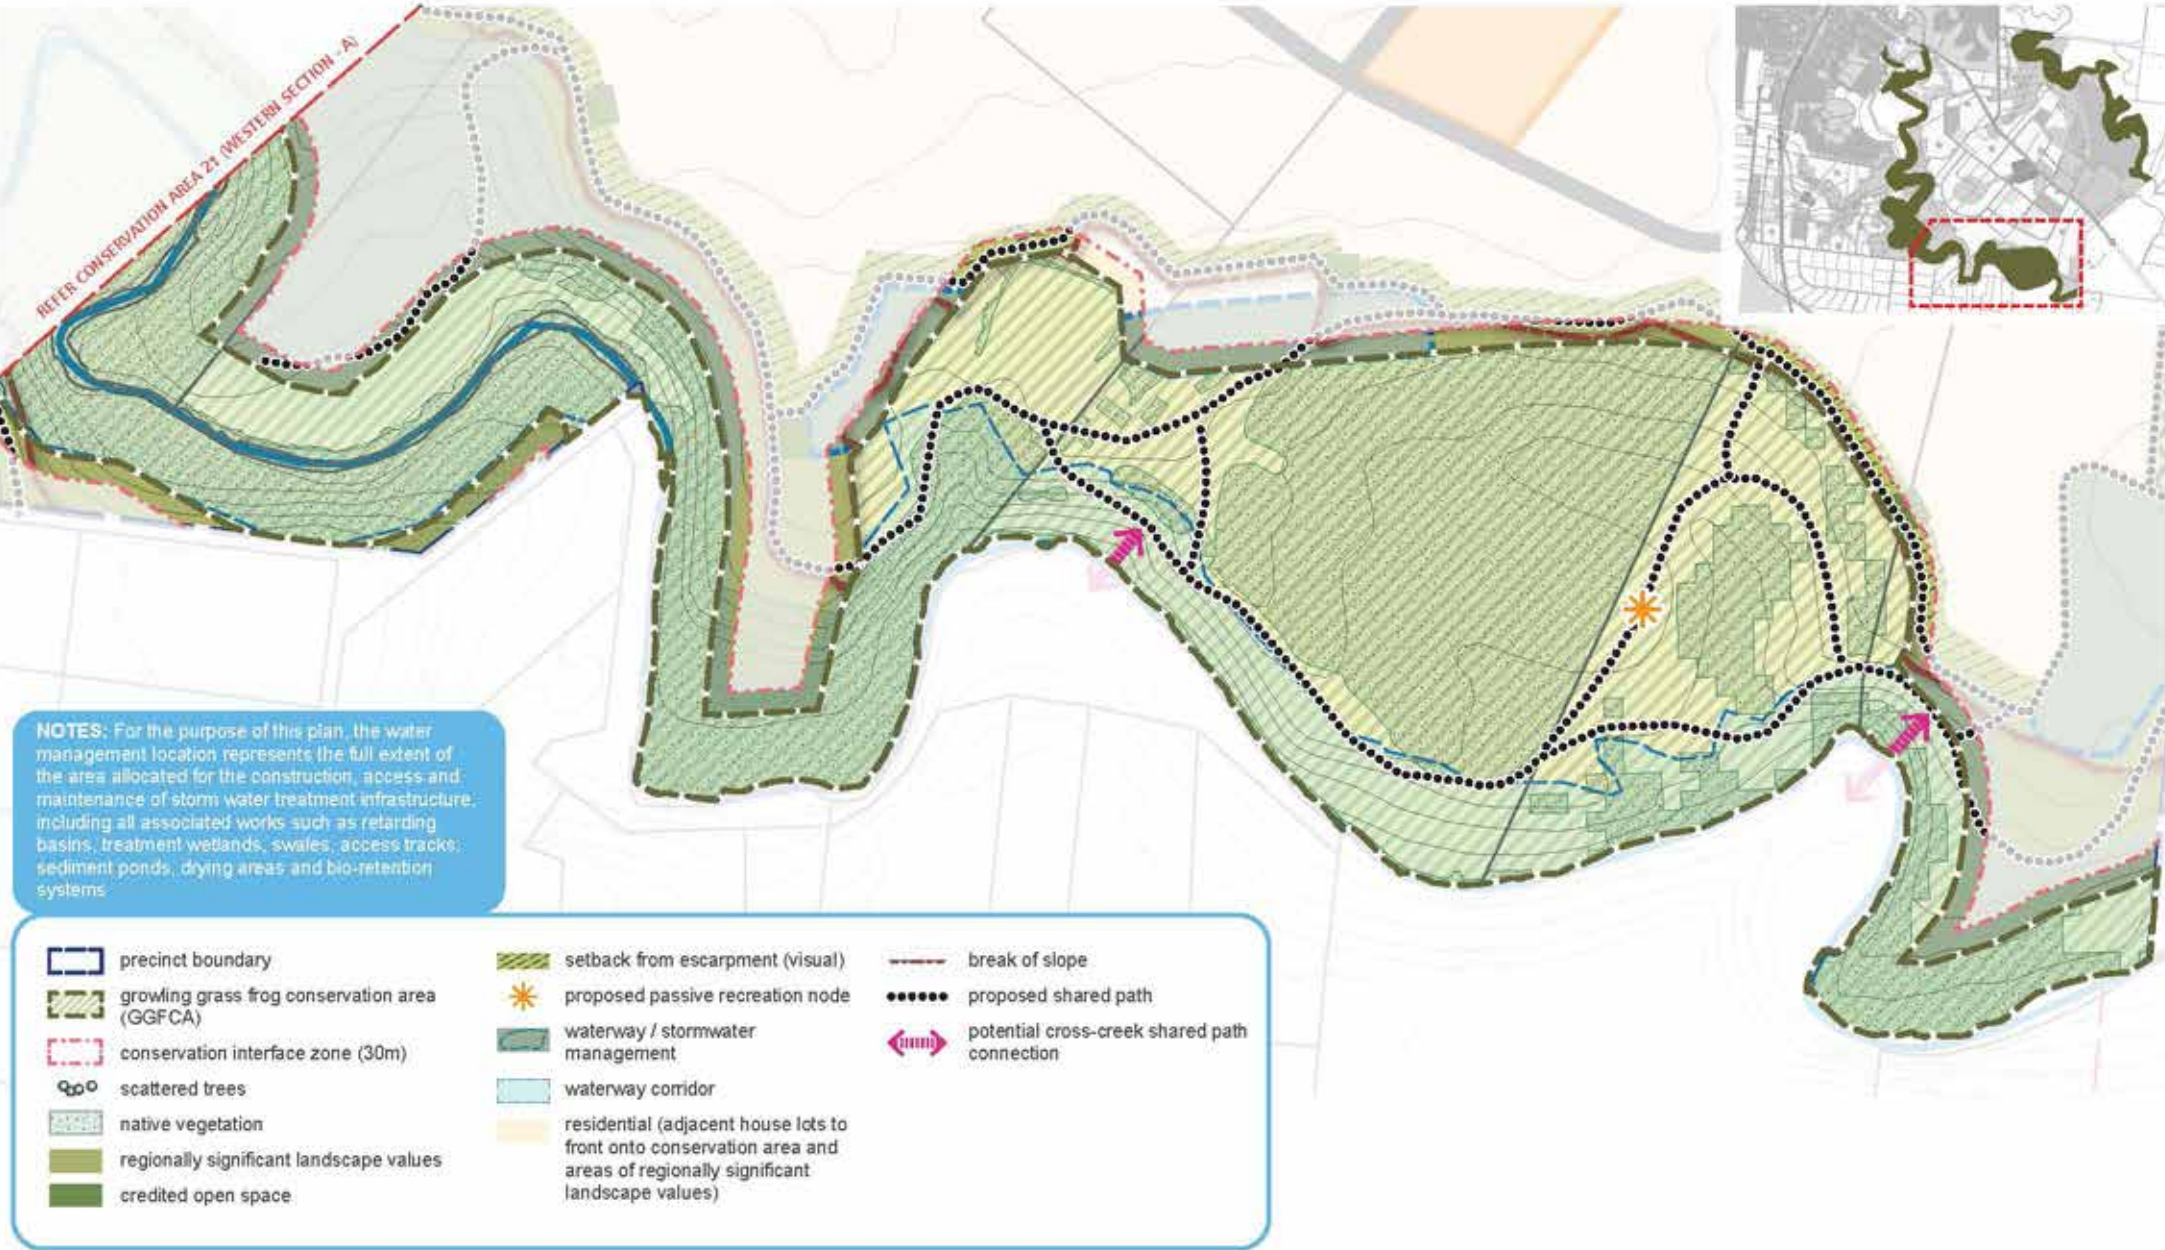 REFER CONSERVATION AREA 21 (WESTERN SECTION - A)
NOTES: For the purpose of this plan, the water
management location represents the full extent of
the area allocated for the construction, access and
maintenance of storm water treatment infrastructure,
including all associated works such as retarding
basins, treatment wetlands, swales, access tracks,
sediment ponds, drying areas and bio-retention
systems
precinct boundary
growling grass frog conservation area
(GGFCA)
conservation interface zone (30m)
scattered trees
native vegetation
regionally significant landscape values
credited open space
setback from escarpment (visual)
proposed passive recreation node
waterway / stormwater
management
waterway corridor
residential (adjacent house lots to
front onto conservation area and
areas of regionally significant
landscape values)
break of slope
proposed shared path
potential cross-creek shared path
connection